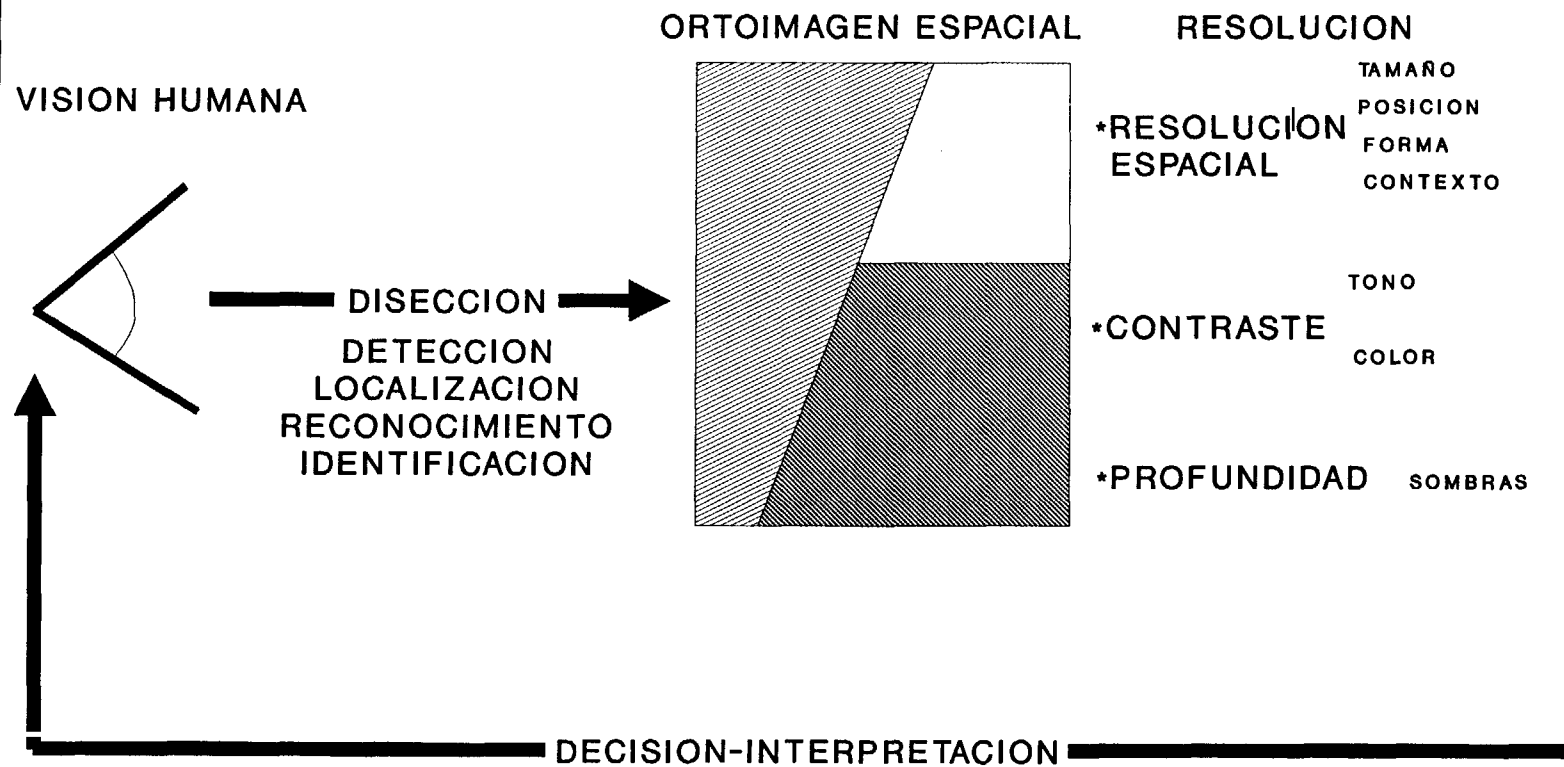 ORTOIMAGEN ESPACIAL
RESOLUCION
VISION HUMANA
DISECCION
DETECCION
LOCALIZACION
RECONOCIMIENTO
IDENTIFICACION
*RESOLUCION
ESPACIAL
TAMAÑO
POSICION
FORMA
CONTEXTO
*CONTRASTE
TONO
COLOR
*PROFUNDIDAD
SOMBRAS
DECISION-INTERPRETACION